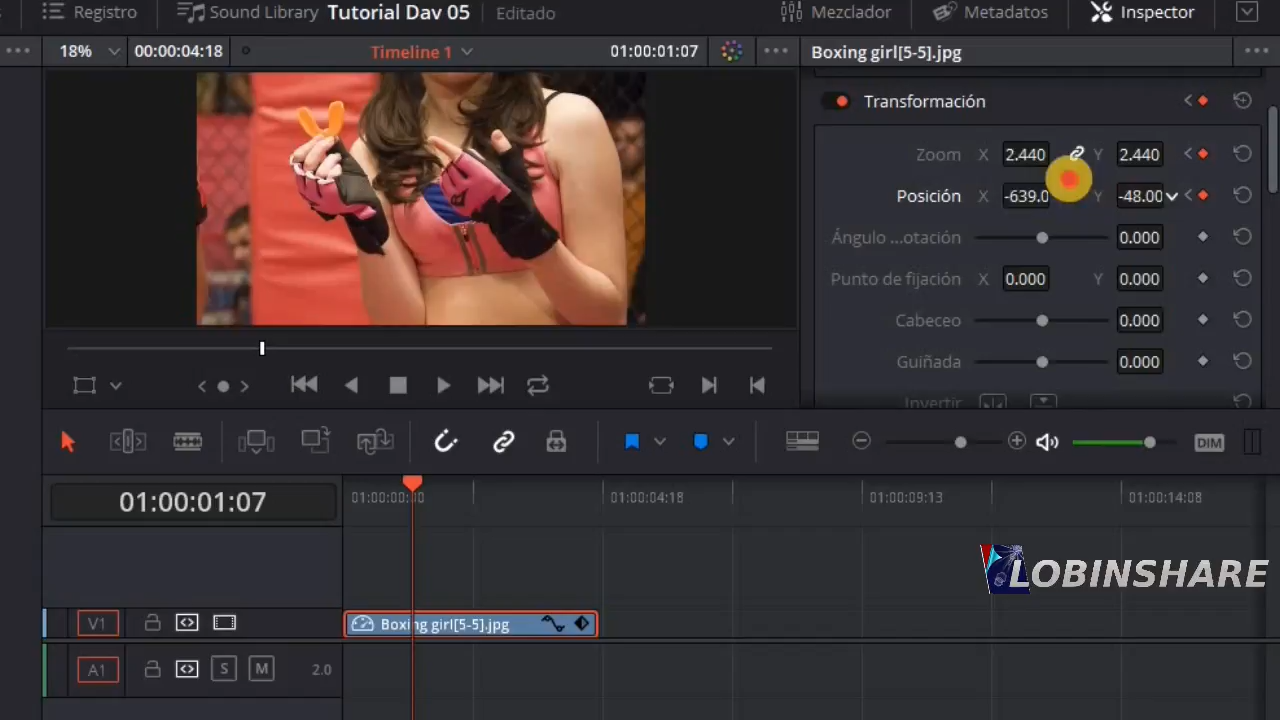 Registro
Sound Library
Tutorial Dav 05
Editado
Mezclador
Metadatos
Inspector
18%
00:00:04:18
Timeline 1
01:00:01:07
Boxing girl[5-5].jpg
Transformación
Zoom X 2.440 Y 2.440
Posición X -639.0 Y -48.00
Ángulo ...otación 0.000
Punto de fijación X 0.000 Y 0.000
Cabeceo 0.000
Guiñada 0.000
Invertir
DIM
01:00:01:07
01:00:04:18
01:00:09:13
01:00:14:08
LOBINSHARE
V1
Boxing girl[5-5].jpg
A1
S
M
2.0